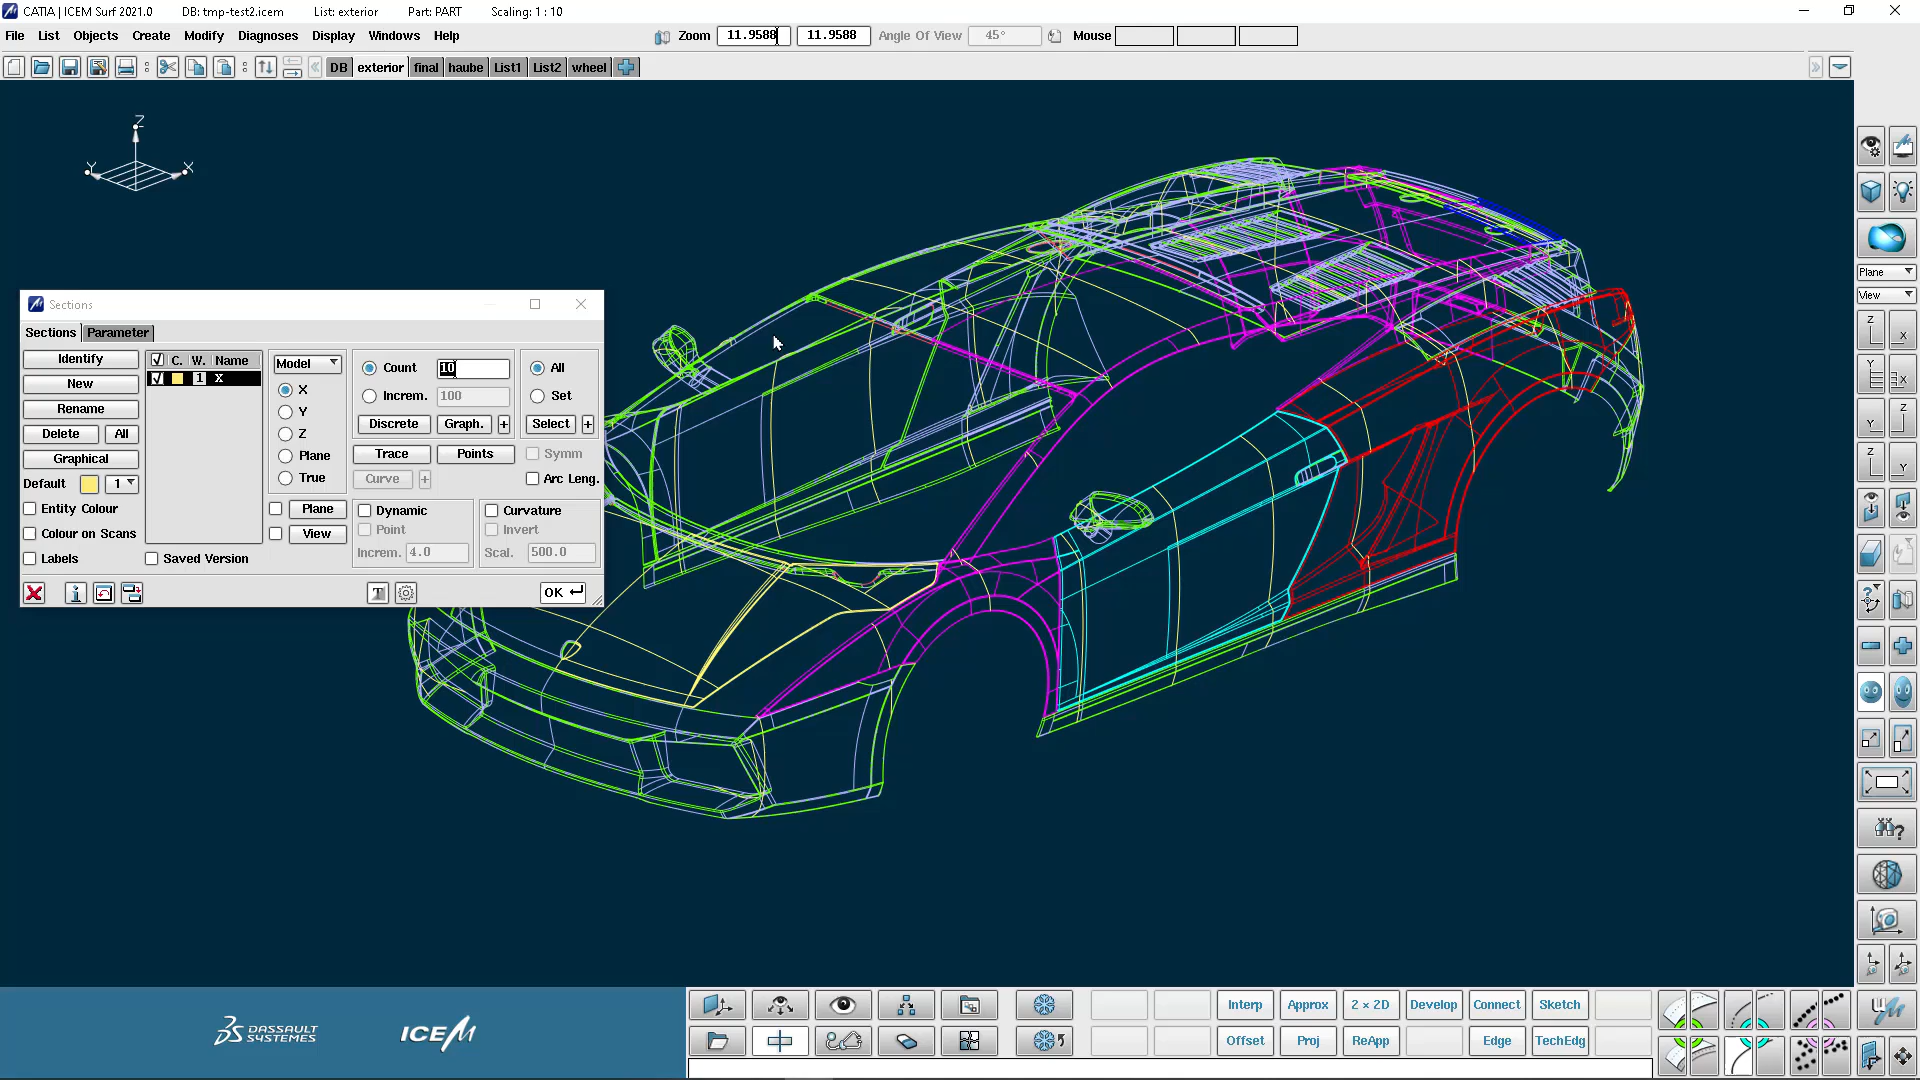 CATIA | ICEM Surf 2021.0 DB: tmp-test2.icem List: exterior Part: PART Scaling: 1 : 10
File List Objects Create Modify Diagnoses Display Windows Help Zoom 11.9588 11.9588 Angle Of View 45° Mouse
DB exterior final haube List1 List2 wheel
Z
Y X
Sections
Sections Parameter
Identify
New
Rename
Delete All
Graphical
Default 1
Entity Colour
Colour on Scans
Labels
Saved Version
C. W. Name
1 X
Model
X
Y
Z
Plane
True
Plane
View
Count 10
Increm. 100
Discrete Graph. +
Trace Points
Curve +
All
Set
Select +
Symm
Arc Leng.
Dynamic
Point
Increm. 4.0
Curvature
Invert
Scal. 500.0
i T OK
Plane
View
Z X
Y X
Y Z
Z Y
DASSAULT SYSTEMES
ICEM
Interp Approx 2 × 2D Develop Connect Sketch
Offset Proj ReApp Edge TechEdg